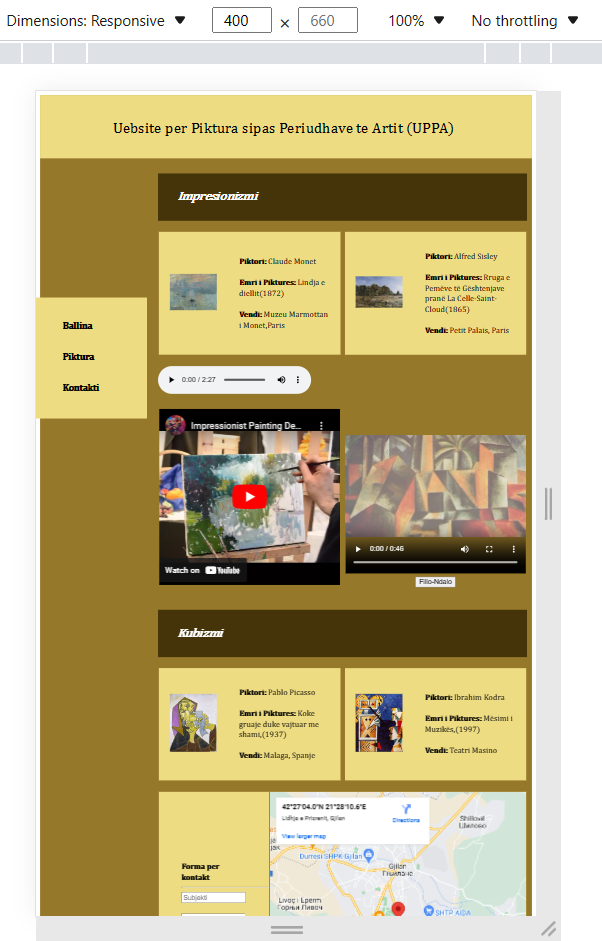 Dimensions: Responsive ▼ 400 × 660 100% ▼ No throttling ▼
Uebsite per Piktura sipas Periudhave te Artit (UPPA)
Impresionizmi
Piktori: Claude Monet
Emri i Piktures: Lindja e
diellit(1872)
Vendi: Muzeu Marmottan
i Monet,Paris
Piktori: Alfred Sisley
Emri i Piktures: Rruga e
Pemëve të Gështenjave
pranë La Celle-Saint-
Cloud(1865)
Vendi: Petit Palais, Paris
Ballina
Piktura
Kontakti
0:00 / 2:27
Impressionist Painting De...
Watch on YouTube
0:00 / 0:46
Fillo-Ndalo
Kubizmi
Piktori: Pablo Picasso
Emri i Piktures: Koke
gruaje duke vajtuar me
shami,(1937)
Vendi: Malaga, Spanje
Piktori: Ibrahim Kodra
Emri i Piktures: Mësimi i
Muzikës,(1997)
Vendi: Teatri Masino
Forma per
kontakt
Subjekti
42°27'04.0"N 21°28'10.6"E
Lidhja e Prizrenit, Gjilan
Directions
View larger map
Shillovë
Шилово
Durresi SHPK Gjilan
Gjilan
Гњилане
Livoç i Epërm
Горњи Ливоч
SHTP AIDA